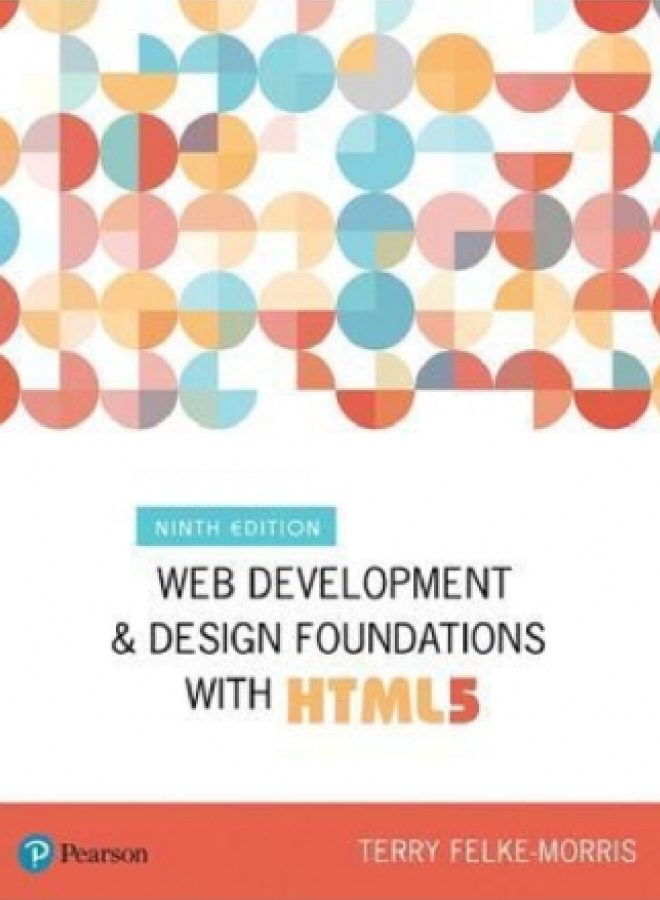 NINTH EDITION
WEB DEVELOPMENT
& DESIGN FOUNDATIONS
WITH HTML5
Pearson
TERRY FELKE-MORRIS